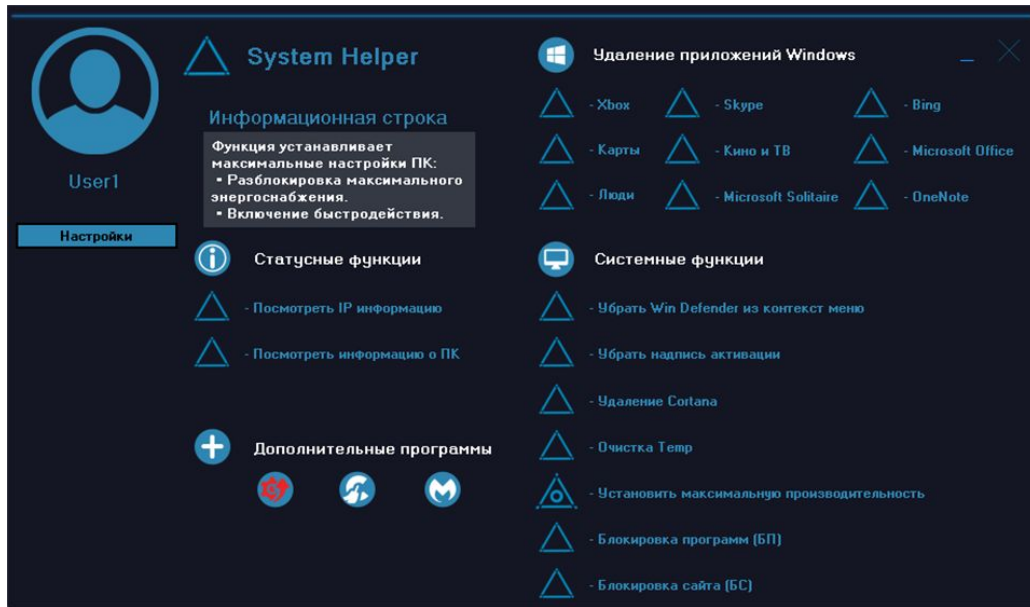 System Helper
Информационная строка
Функция устанавливает
максимальные настройки ПК:
▪ Разблокировка максимального
энергоснабжения.
▪ Включение быстродействия.
User1
Настройки
Статусные функции
- Посмотреть IP информацию
- Посмотреть информацию о ПК
Дополнительные программы
Удаление приложений Windows
- Xbox - Skype - Bing
- Карты - Кино и ТВ - Microsoft Office
- Люди - Microsoft Solitaire - OneNote
Системные функции
- Убрать Win Defender из контекст меню
- Убрать надпись активации
- Удаление Cortana
- Очистка Temp
- Установить максимальную производительность
- Блокировка программ (БП)
- Блокировка сайта (БС)